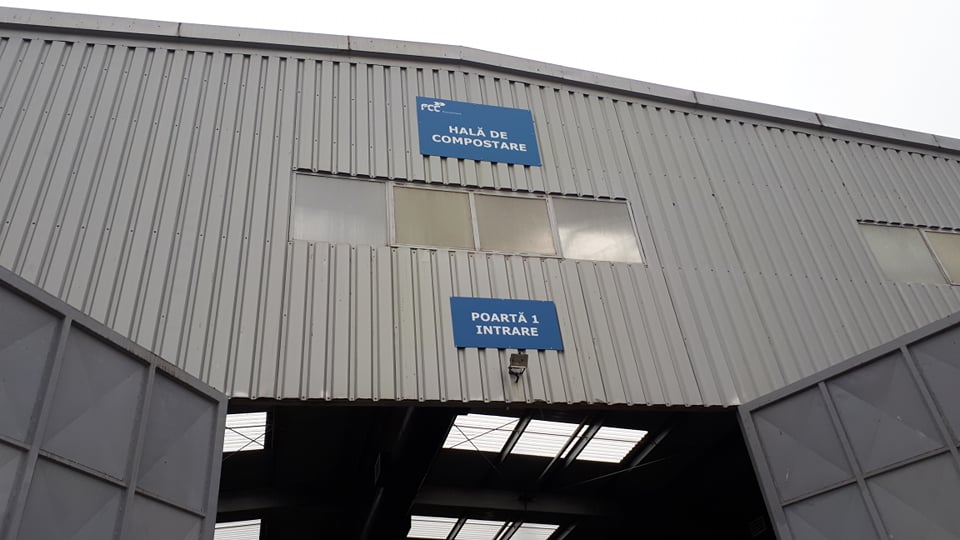 FCC
HALĂ DE
COMPOSTARE
POARTĂ 1
INTRARE